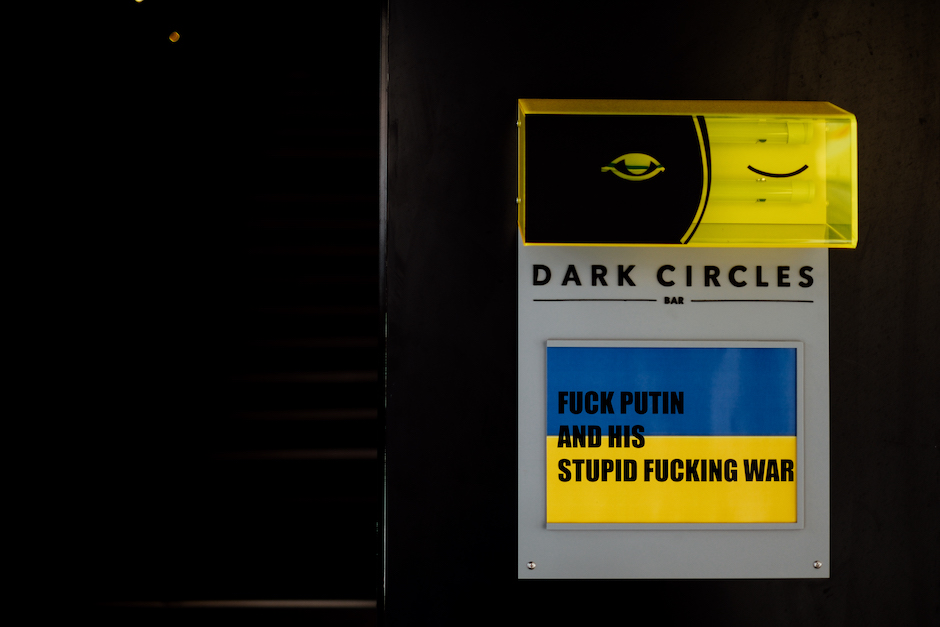 DARK CIRCLES
BAR
FUCK PUTIN
AND HIS
STUPID FUCKING WAR